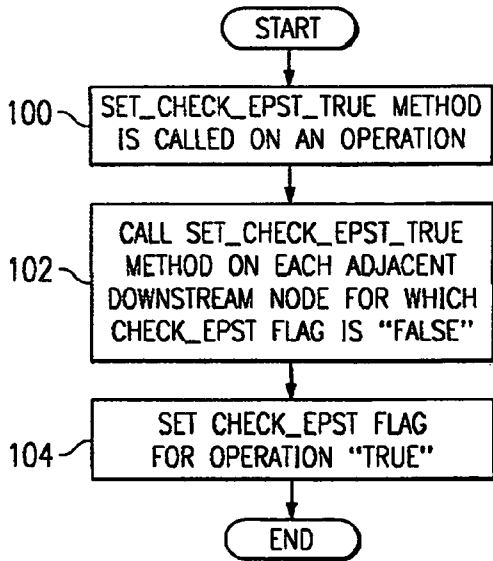 START
100
SET_CHECK_EPST_TRUE METHOD
IS CALLED ON AN OPERATION
102
CALL SET_CHECK_EPST_TRUE
METHOD ON EACH ADJACENT
DOWNSTREAM NODE FOR WHICH
CHECK_EPST FLAG IS "FALSE"
104
SET CHECK_EPST FLAG
FOR OPERATION "TRUE"
END